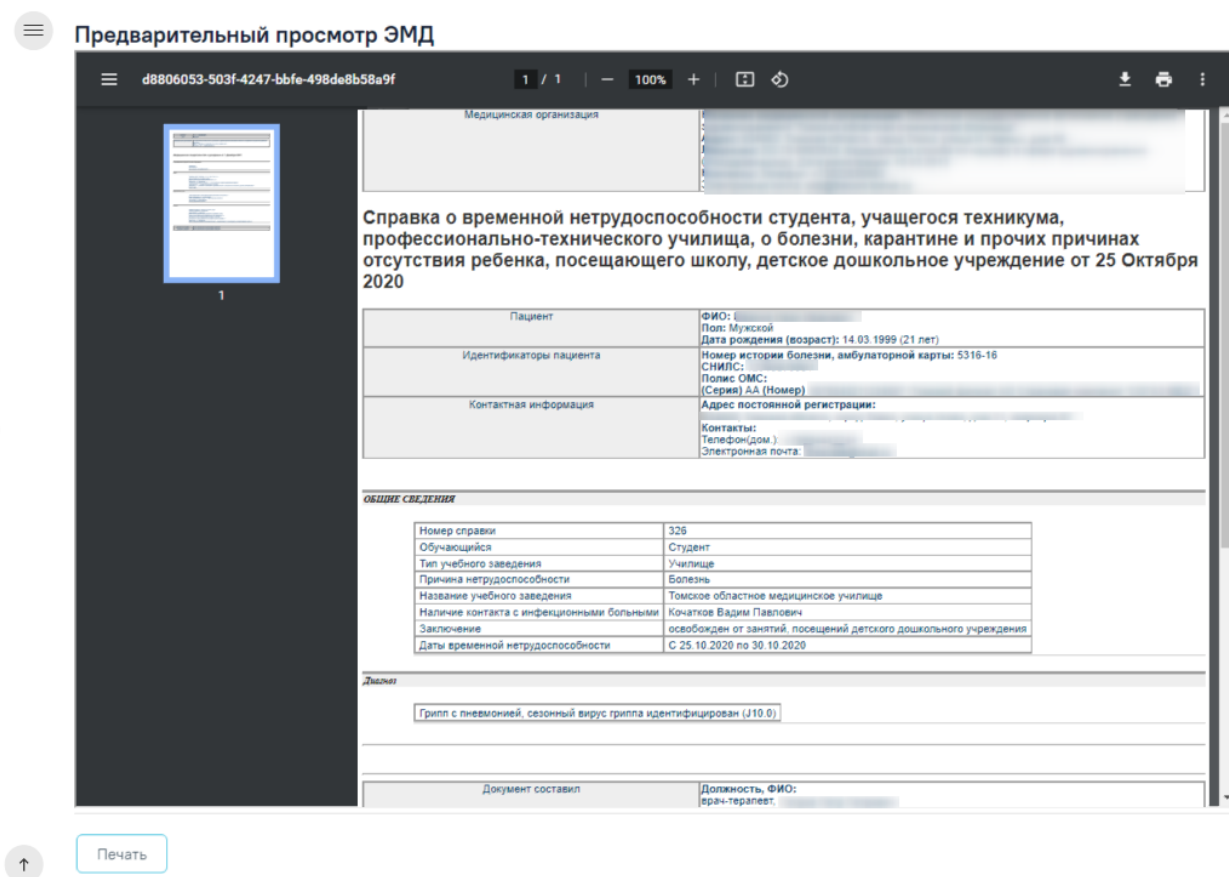 Предварительный просмотр ЭМД
d8806053-503f-4247-bbfe-498de8b58a9f
1 / 1
100%
1
Медицинская организация
Справка о временной нетрудоспособности студента, учащегося техникума,
профессионально-технического училища, о болезни, карантине и прочих причинах
отсутствия ребенка, посещающего школу, детское дошкольное учреждение от 25 Октября
2020
Пациент
ФИО:
Пол: Мужской
Дата рождения (возраст): 14.03.1999 (21 лет)
Идентификаторы пациента
Номер истории болезни, амбулаторной карты: 5316-16
СНИЛС:
Полис ОМС:
(Серия) АА (Номер)
Контактная информация
Адрес постоянной регистрации:
Контакты:
Телефон(дом.):
Электронная почта:
ОБЩИЕ СВЕДЕНИЯ
Номер справки 326
Обучающийся Студент
Тип учебного заведения Училище
Причина нетрудоспособности Болезнь
Название учебного заведения Томское областное медицинское училище
Наличие контакта с инфекционными больными Кочатков Вадим Павлович
Заключение освобожден от занятий, посещений детского дошкольного учреждения
Даты временной нетрудоспособности С 25.10.2020 по 30.10.2020
Диагноз
Грипп с пневмонией, сезонный вирус гриппа идентифицирован (J10.0)
Документ составил
Должность, ФИО:
врач-терапевт,
Печать